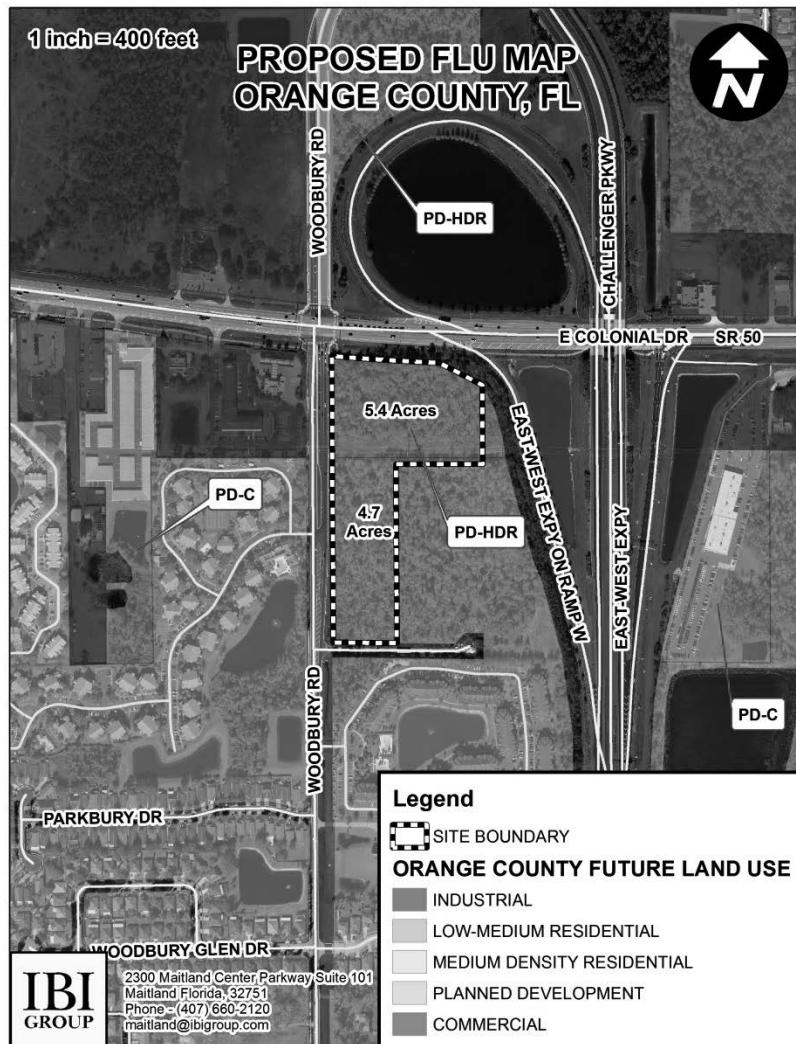 1 inch = 400 feet
PROPOSED FLU MAP
ORANGE COUNTY, FL
N
WOODBURY RD
CHALLENGER PKWY
PD-HDR
E COLONIAL DR
SR 50
5.4 Acres
EAST-WEST EXPY ON RAMP W
PD-C
4.7
Acres
PD-HDR
EAST-WEST EXPY
WOODBURY RD
PD-C
PARKBURY DR
WOODBURY GLEN DR
Legend
SITE BOUNDARY
ORANGE COUNTY FUTURE LAND USE
INDUSTRIAL
LOW-MEDIUM RESIDENTIAL
MEDIUM DENSITY RESIDENTIAL
PLANNED DEVELOPMENT
COMMERCIAL
IBI
GROUP
2300 Maitland Center Parkway Suite 101
Maitland Florida, 32751
Phone - (407) 660-2120
maitland@ibigroup.com